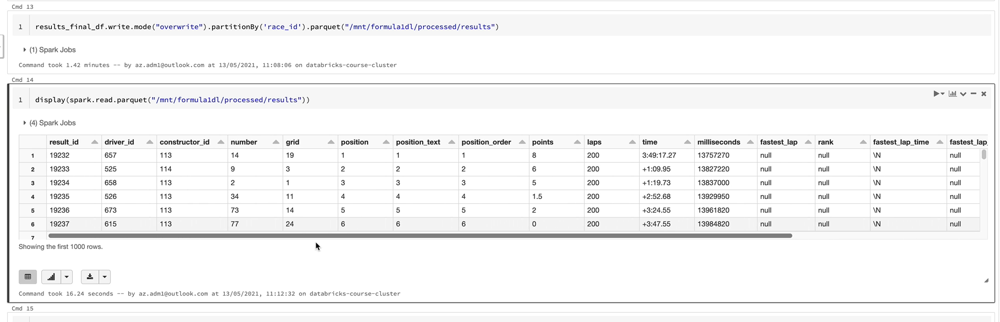 Cmd 13
1 results_final_df.write.mode("overwrite").partitionBy('race_id').parquet("/mnt/formula1dl/processed/results")
(1) Spark Jobs
Command took 1.42 minutes -- by az.adm1@outlook.com at 13/05/2021, 11:08:06 on databricks-course-cluster
Cmd 14
1 display(spark.read.parquet("/mnt/formula1dl/processed/results"))
(4) Spark Jobs
result_id driver_id constructor_id number grid position position_text position_order points laps time milliseconds fastest_lap rank fastest_lap_time fastest_lap_
1 19232 657 113 14 19 1 1 1 8 200 3:49:17.27 13757270 null null \N null
2 19233 525 114 9 3 2 2 2 6 200 +1:09.95 13827220 null null \N null
3 19234 658 113 2 1 3 3 3 5 200 +1:19.73 13837000 null null \N null
4 19235 526 113 34 11 4 4 4 1.5 200 +2:52.68 13929950 null null \N null
5 19236 673 113 73 14 5 5 5 2 200 +3:24.55 13961820 null null \N null
6 19237 615 113 77 24 6 6 6 0 200 +3:47.55 13984820 null null \N null
7
Showing the first 1000 rows.
Command took 16.24 seconds -- by az.adm1@outlook.com at 13/05/2021, 11:12:32 on databricks-course-cluster
Cmd 15